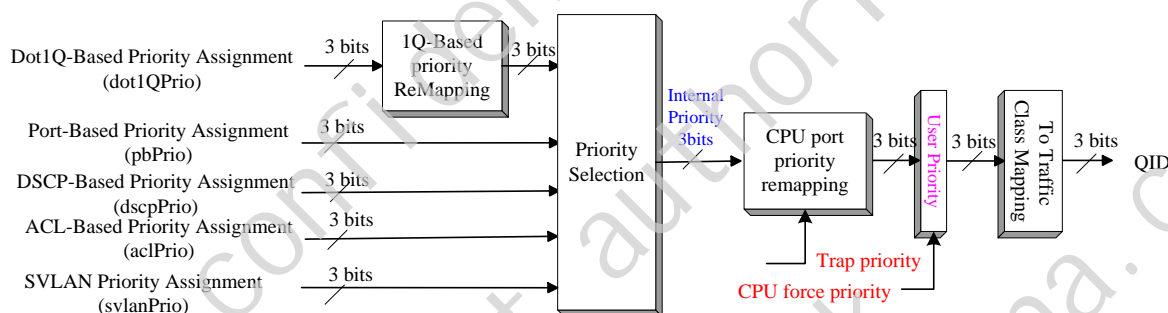 Dot1Q-Based Priority Assignment
(dot1QPrio)
3 bits
1Q-Based
priority
ReMapping
3 bits
Port-Based Priority Assignment
(pbPrio)
3 bits
DSCP-Based Priority Assignment
(dscpPrio)
3 bits
ACL-Based Priority Assignment
(aclPrio)
3 bits
SVLAN Priority Assignment
(svlanPrio)
3 bits
Priority
Selection
Internal
Priority
3bits
CPU port
priority
remapping
3 bits
User Priority
3 bits
To Traffic
Class Mapping
3 bits
QID
Trap priority
CPU force priority